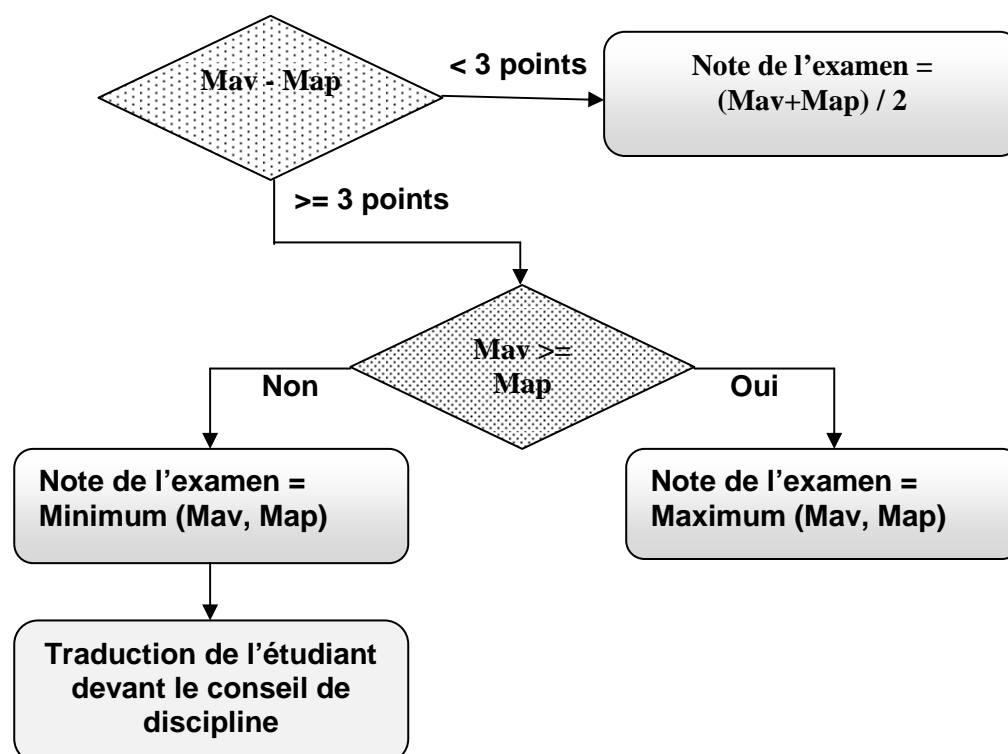 Mav - Map
< 3 points
Note de l’examen =
(Mav+Map) / 2
>= 3 points
Mav >=
Map
Non
Oui
Note de l’examen =
Minimum (Mav, Map)
Note de l’examen =
Maximum (Mav, Map)
Traduction de l’étudiant
devant le conseil de
discipline